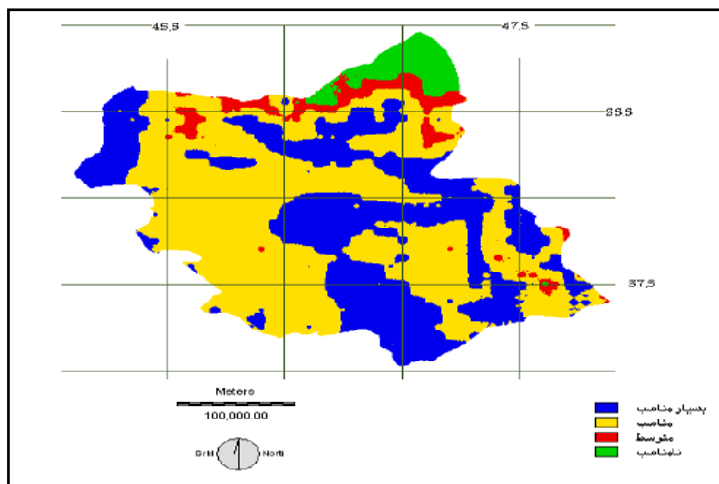 45,5
47,5
38,5
37,5
Meters
100,000.00
Grid
North
بسیار مناسب
مناسب
متوسط
نامناسب